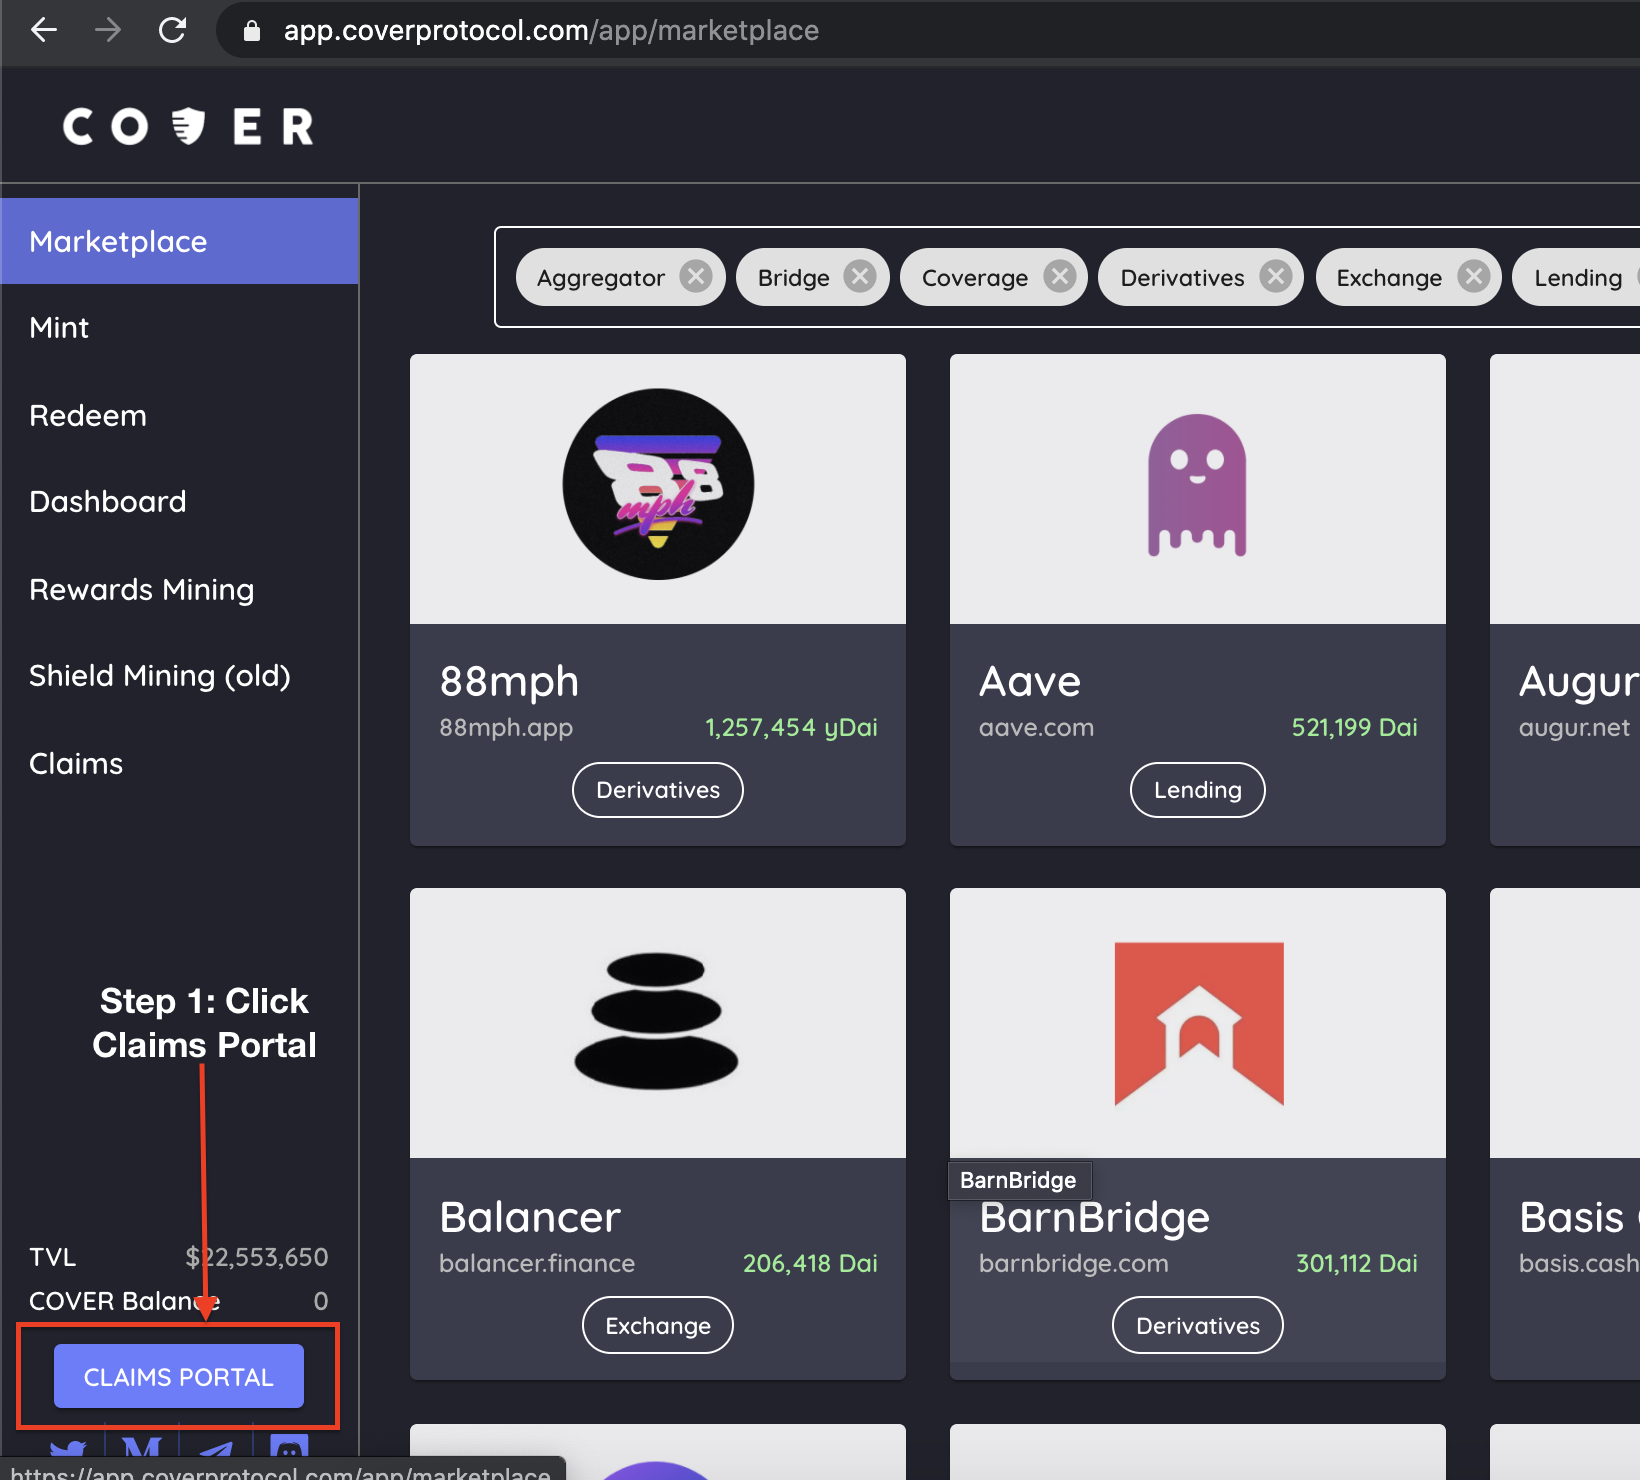 app.coverprotocol.com/app/marketplace
COVER
Marketplace
Mint
Redeem
Dashboard
Rewards Mining
Shield Mining (old)
Claims
Step 1: Click
Claims Portal
TVL $22,553,650
COVER Balance 0
CLAIMS PORTAL
https://app.coverprotocol.com/app/marketplace
Aggregator Bridge Coverage Derivatives Exchange Lending
88 mph
88mph
88mph.app 1,257,454 yDai
Derivatives
Aave
aave.com 521,199 Dai
Lending
Augur
augur.net
Balancer
balancer.finance 206,418 Dai
Exchange
BarnBridge
BarnBridge
barnbridge.com 301,112 Dai
Derivatives
Basis
basis.cash